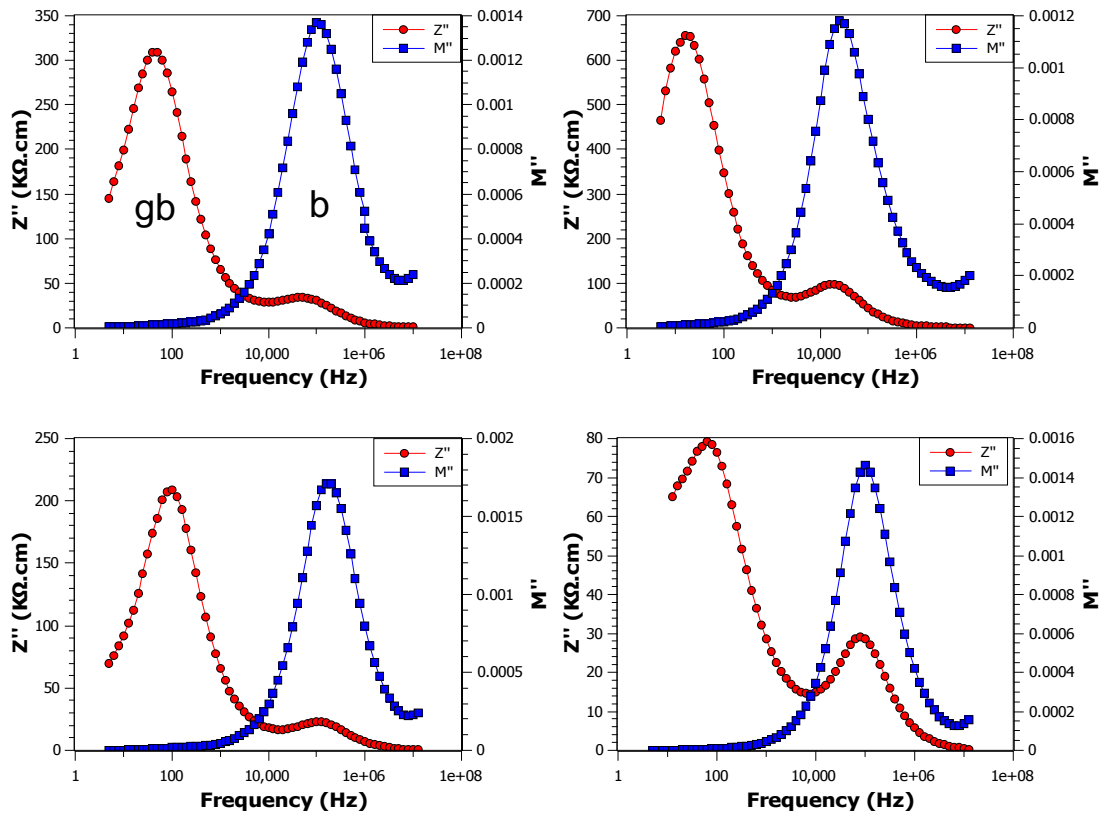 350
300
250
200
150
100
50
0
Z" (KΩ.cm)
0.0014
0.0012
0.001
0.0008
0.0006
0.0004
0.0002
0
M"
Z"
M"
gb
b
1
100
10,000
1e+06
1e+08
Frequency (Hz)
700
600
500
400
300
200
100
0
Z" (KΩ.cm)
0.0012
0.001
0.0008
0.0006
0.0004
0.0002
0
M"
Z"
M"
1
100
10,000
1e+06
1e+08
Frequency (Hz)
250
200
150
100
50
0
Z" (KΩ.cm)
0.002
0.0015
0.001
0.0005
0
M"
Z"
M"
1
100
10,000
1e+06
1e+08
Frequency (Hz)
80
70
60
50
40
30
20
10
0
Z" (KΩ.cm)
0.0016
0.0014
0.0012
0.001
0.0008
0.0006
0.0004
0.0002
0
M"
Z"
M"
1
100
10,000
1e+06
1e+08
Frequency (Hz)